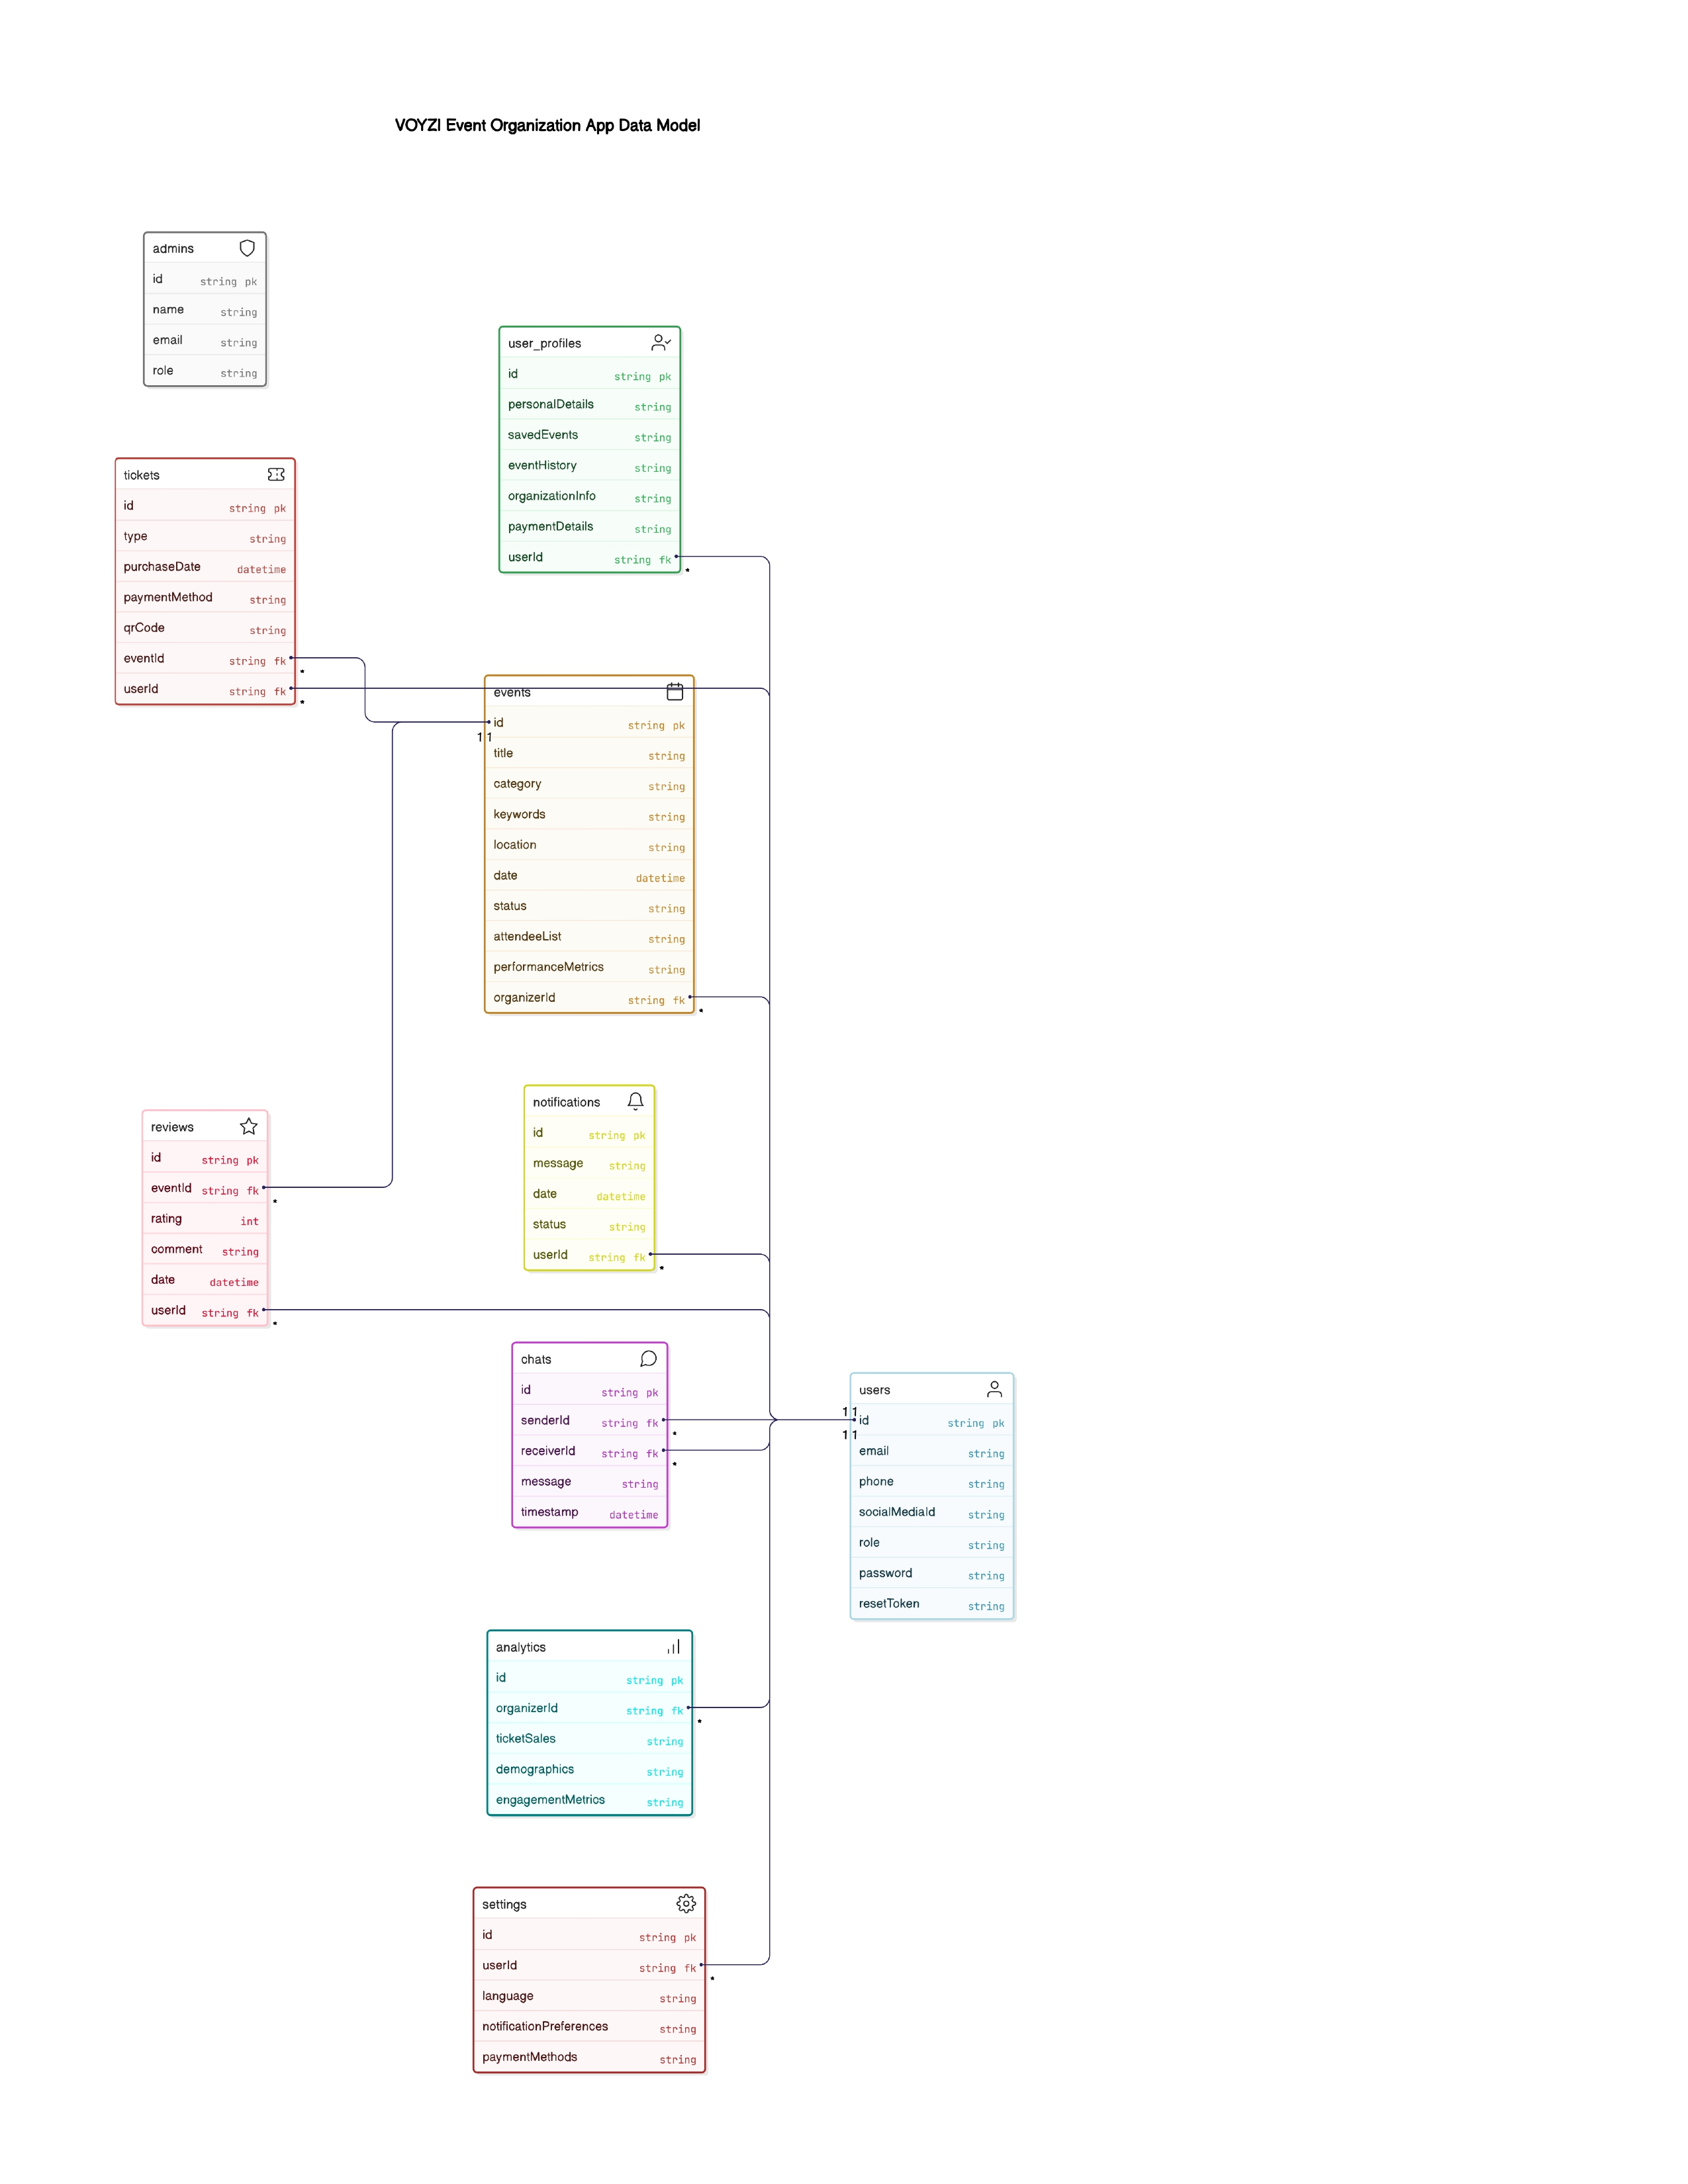 VOYZI Event Organization App Data Model
admins
id string pk
name string
email string
role string
user_profiles
id string pk
personalDetails string
savedEvents string
eventHistory string
organizationInfo string
paymentDetails string
userId string fk
*
tickets
id string pk
type string
purchaseDate datetime
paymentMethod string
qrCode string
eventId string fk
*
userId string fk
*
events
id string pk
1 1
title string
category string
keywords string
location string
date datetime
status string
attendeeList string
performanceMetrics string
organizerId string fk
*
notifications
id string pk
message string
date datetime
status string
userId string fk
*
reviews
id string pk
eventId string fk
*
rating int
comment string
date datetime
userId string fk
*
chats
id string pk
senderId string fk
*
receiverId string fk
*
message string
timestamp datetime
users
1 1
id string pk
1 1
email string
phone string
socialMediaId string
role string
password string
resetToken string
analytics
id string pk
organizerId string fk
*
ticketSales string
demographics string
engagementMetrics string
settings
id string pk
userId string fk
*
language string
notificationPreferences string
paymentMethods string